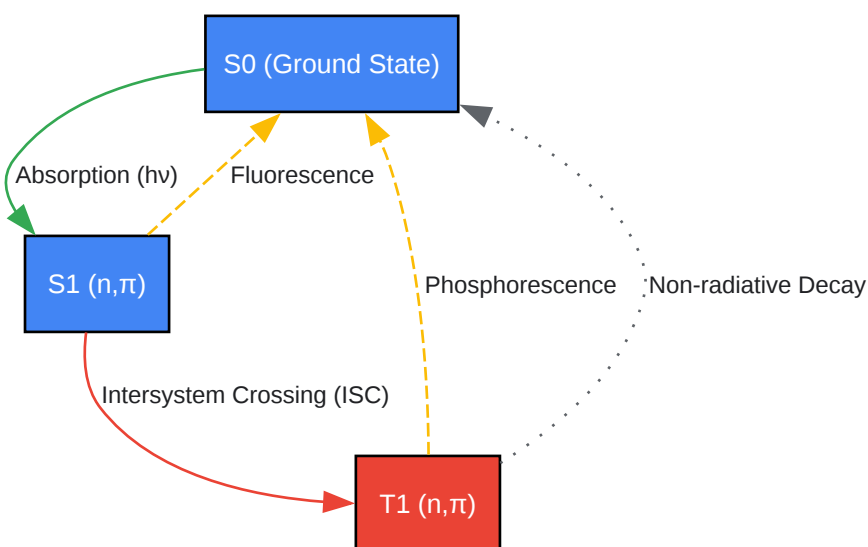 S0 (Ground State)
Absorption (hν)
Fluorescence
S1 (n,π)
Phosphorescence
Non-radiative Decay
Intersystem Crossing (ISC)
T1 (n,π)